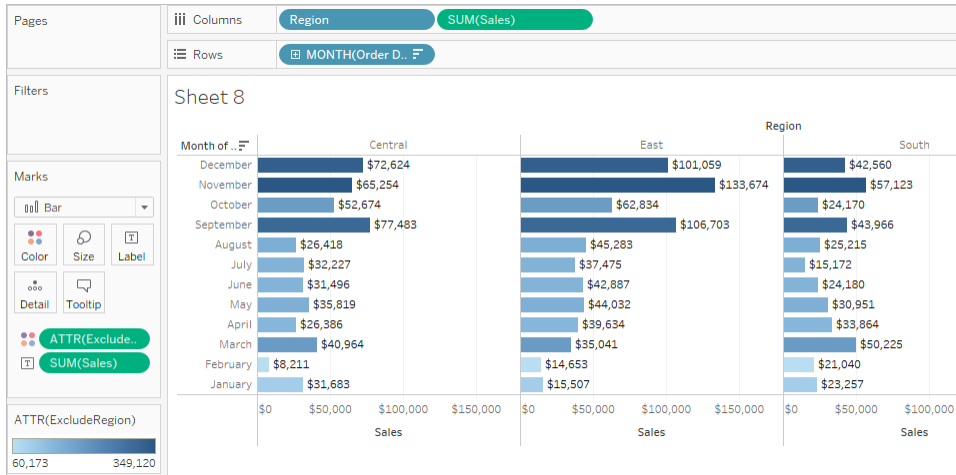 Pages
Columns Region SUM(Sales)
Rows MONTH(Order D..
Filters
Sheet 8
Region
Month of .. Central East South
December $72,624 $101,059 $42,560
November $65,254 $133,674 $57,123
October $52,674 $62,834 $24,170
September $77,483 $106,703 $43,966
August $26,418 $45,283 $25,215
July $32,227 $37,475 $15,172
June $31,496 $42,887 $24,180
May $35,819 $44,032 $30,951
April $26,386 $39,634 $33,864
March $40,964 $35,041 $50,225
February $8,211 $14,653 $21,040
January $31,683 $15,507 $23,257
$0 $50,000 $100,000 $150,000 $0 $50,000 $100,000 $150,000 $0 $50,000 $100,000
Sales Sales Sales
Marks
Bar
Color Size Label
Detail Tooltip
ATTR(Exclude..
T SUM(Sales)
ATTR(ExcludeRegion)
60,173 349,120